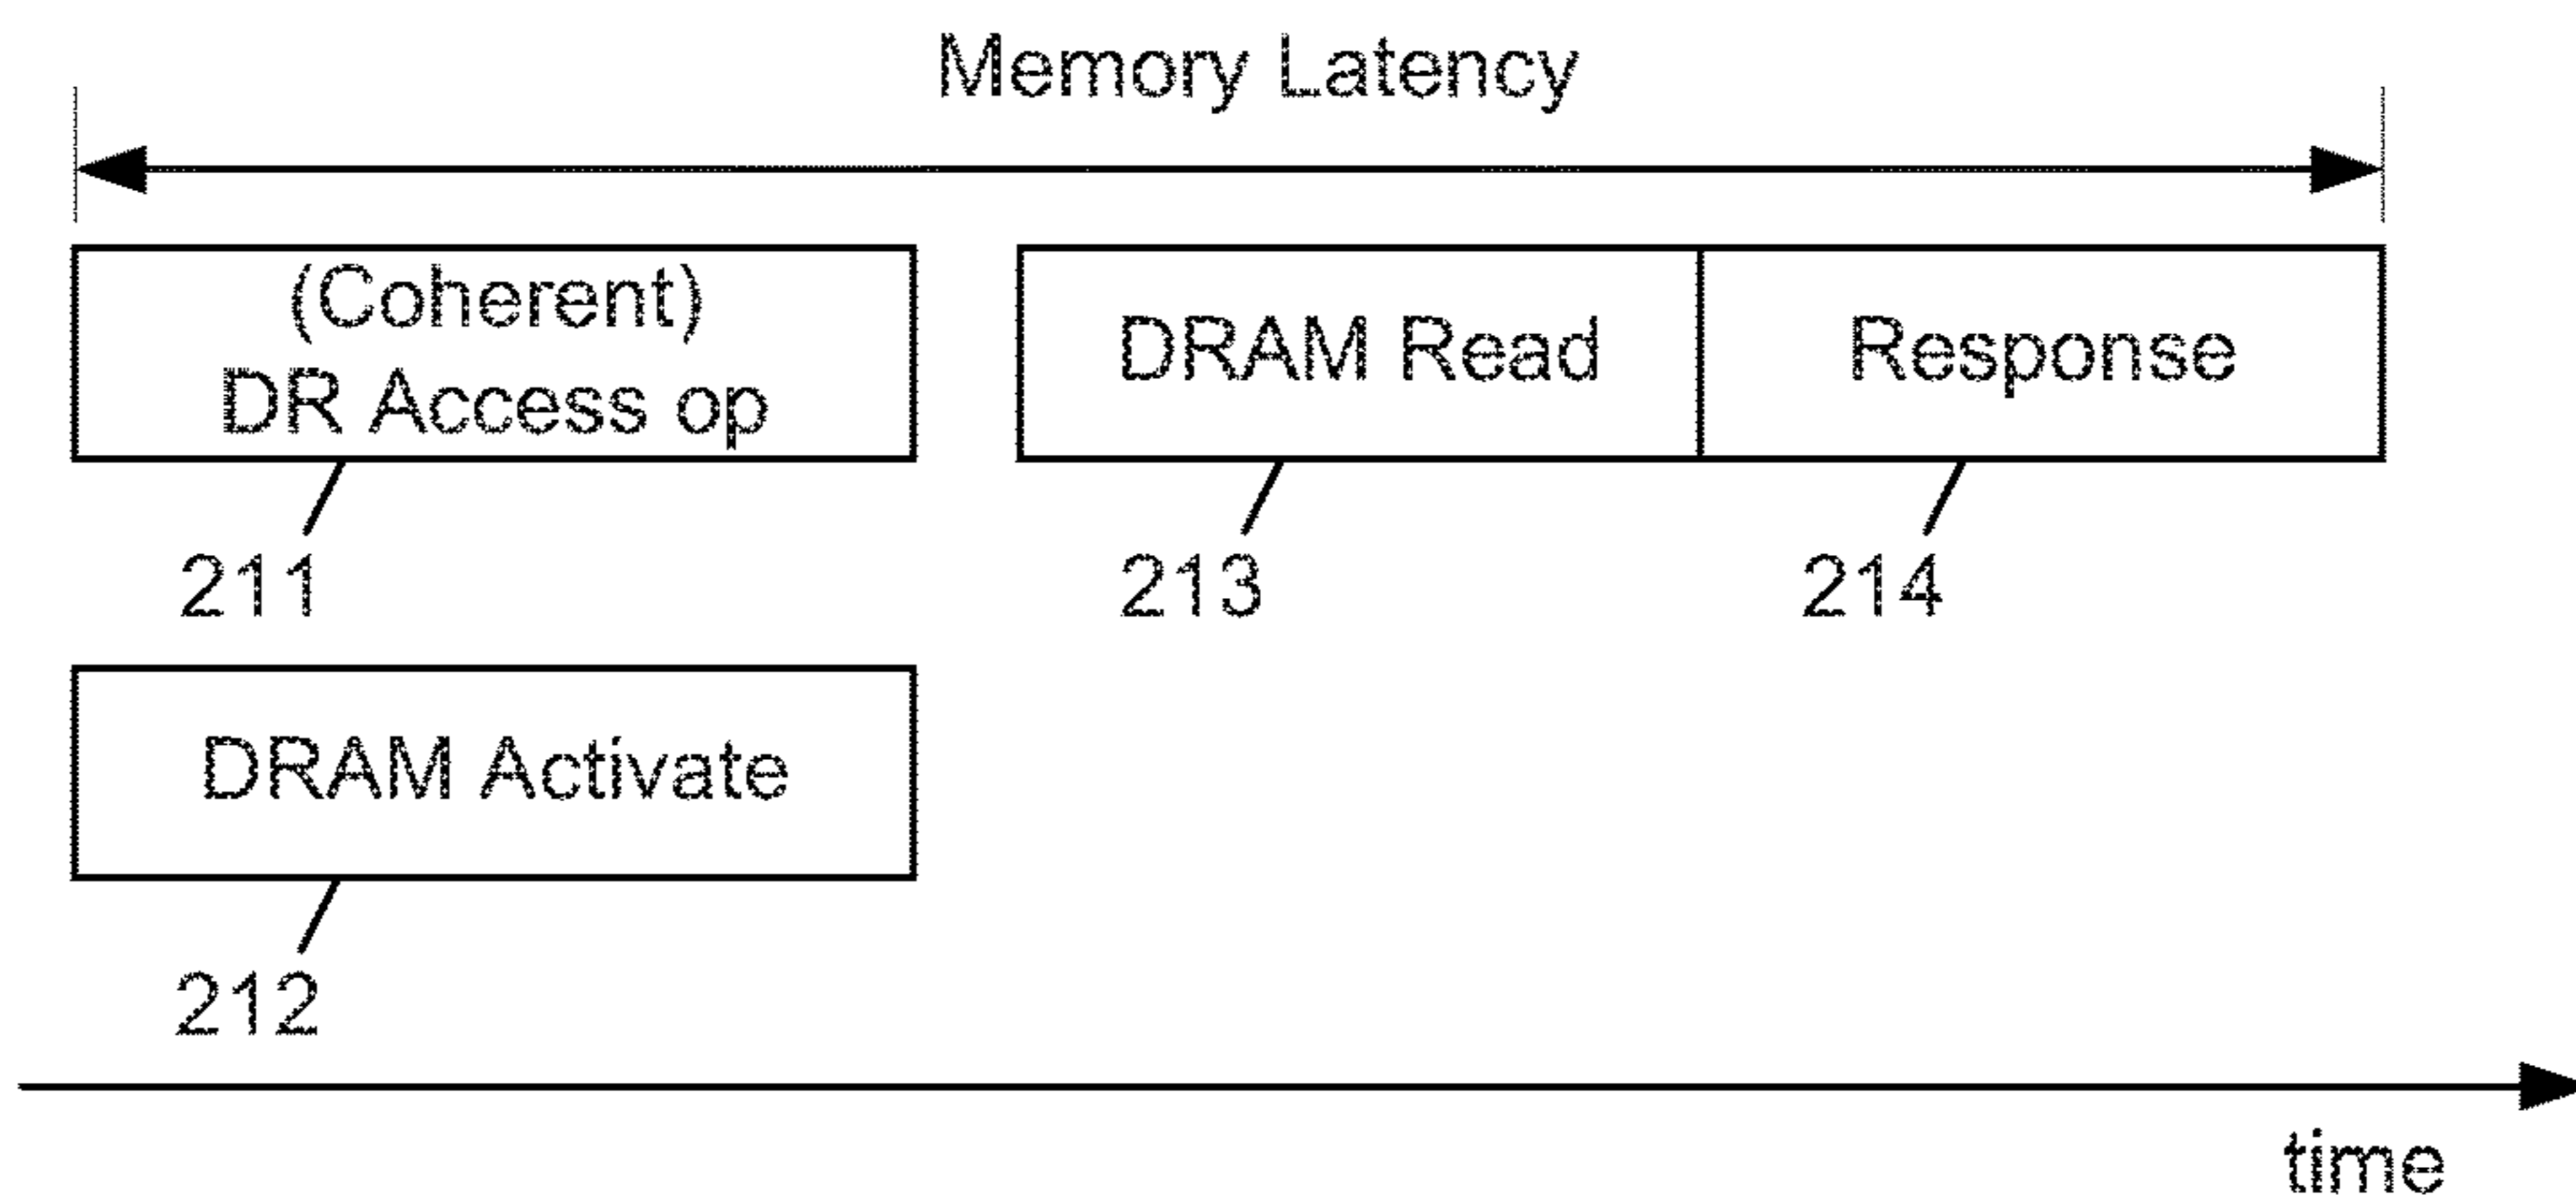 Memory Latency
(Coherent)
DR Access op
DRAM Read
Response
211
213
214
DRAM Activate
212
time